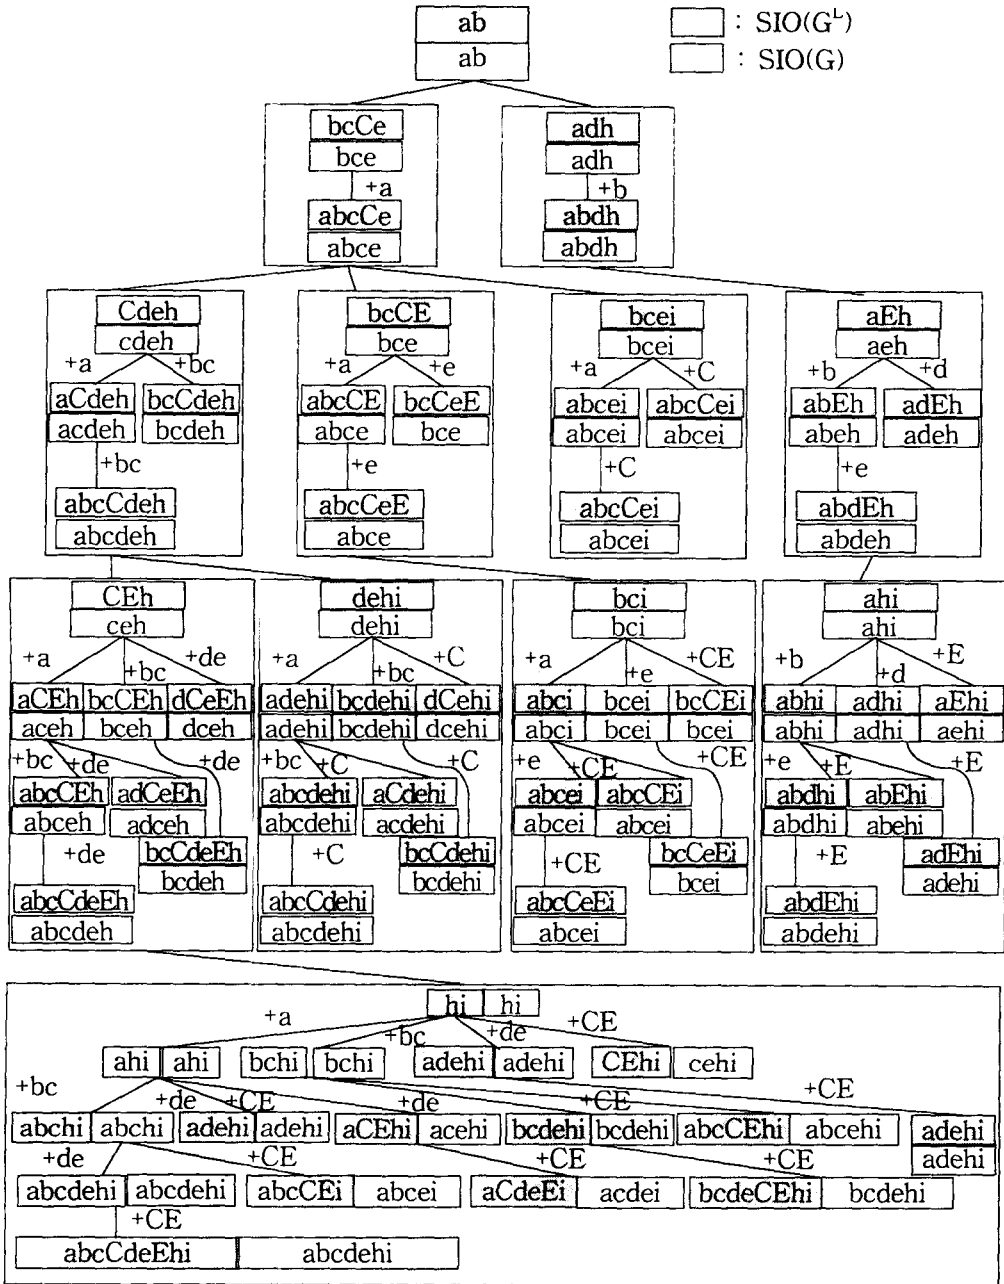 ab : SIO(Gᴸ)
ab : SIO(G)
bcCe adh
bce adh
+a +b
abcCe abdh
abce abdh
Cdeh bcCE bcei aEh
cdeh bce bcei aeh
+a +bc +a +e +a +C +b +d
aCdeh bcCdeh abcCE bcCeE abcei abcCei abEh adEh
acdeh bcdeh abce bce abcei abcei abeh adeh
+bc +e +C +e
abcCdeh abcCeE abcCei abdEh
abcdeh abce abcei abdeh
CEh dehi bci ahi
ceh dehi bci ahi
+a +bc +de +a +bc +C +a +e +CE +b +d +E
aCEh bcCEh dCeEh adehi bcdehi dCehi abci bcei bcCEi abhi adhi aEhi
aceh bceh dceh adehi bcdehi dcehi abci bcei bcei abhi adhi aehi
+bc +de +de +bc +C +C +e +CE +CE +e +E +E
abcCEh adCeEh abcdehi aCdehi abcei abcCEi abdhi abEhi
abceh adceh abcdehi acdehi abcei abcei abdhi abehi
+de bcCdeEh +C bcCdehi +CE bcCeEi +E adEhi
bcdeh bcdehi bcei adehi
abcCdeEh abcCdehi abcCeEi abdEhi
abcdeh abcdehi abcei abdehi
hi hi
+a +bc +de +CE
ahi ahi bchi bchi adehi adehi CEhi cehi
+bc +de +CE +de +CE +CE
abchi abchi adehi adehi aCEhi acehi bcdehi bcdehi abcCEhi abcehi adehi
adehi
+de +CE +CE +CE
abcdehi abcdehi abcCEi abcei aCdeEi acdei bcdeCEhi bcdehi
+CE
abcCdeEhi abcdehi